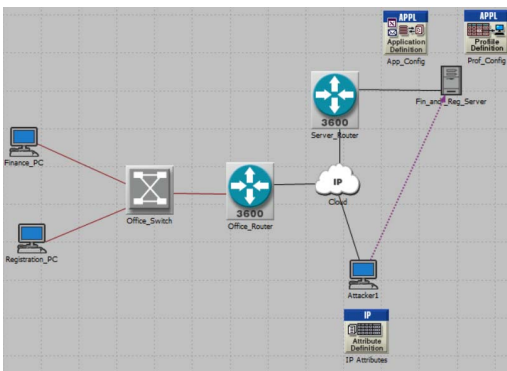 APPL
Application
Definition
App_Config
APPL
Profile
Definition
Prof_Config
3600
Server_Router
Fin_and_Reg_Server
Finance_PC
Office_Switch
3600
Office_Router
IP
Cloud
Registration_PC
Attacker1
IP
Attribute
Definition
IP Attributes